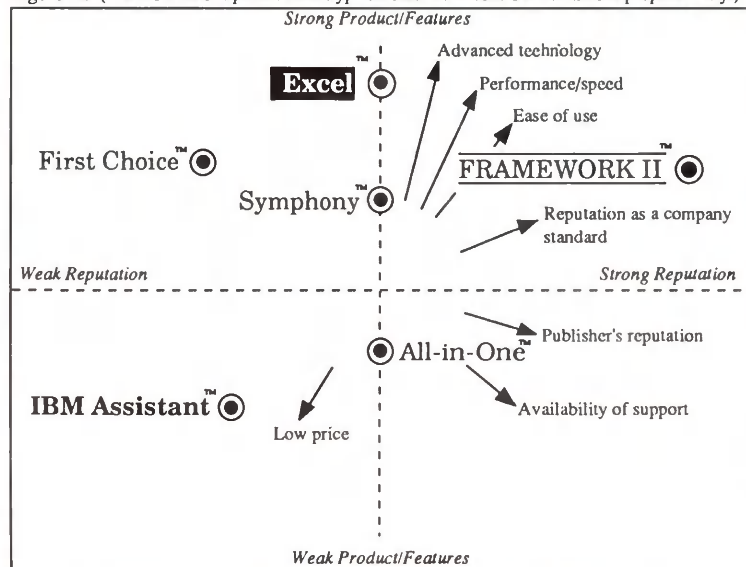 Strong Product/Features
Advanced technology
Excel™
Performance/speed
Ease of use
First Choice™
FRAMEWORK II™
Symphony™
Reputation as a company
standard
Weak Reputation
Strong Reputation
Publisher's reputation
All-in-One™
IBM Assistant™
Availability of support
Low price
Weak Product/Features